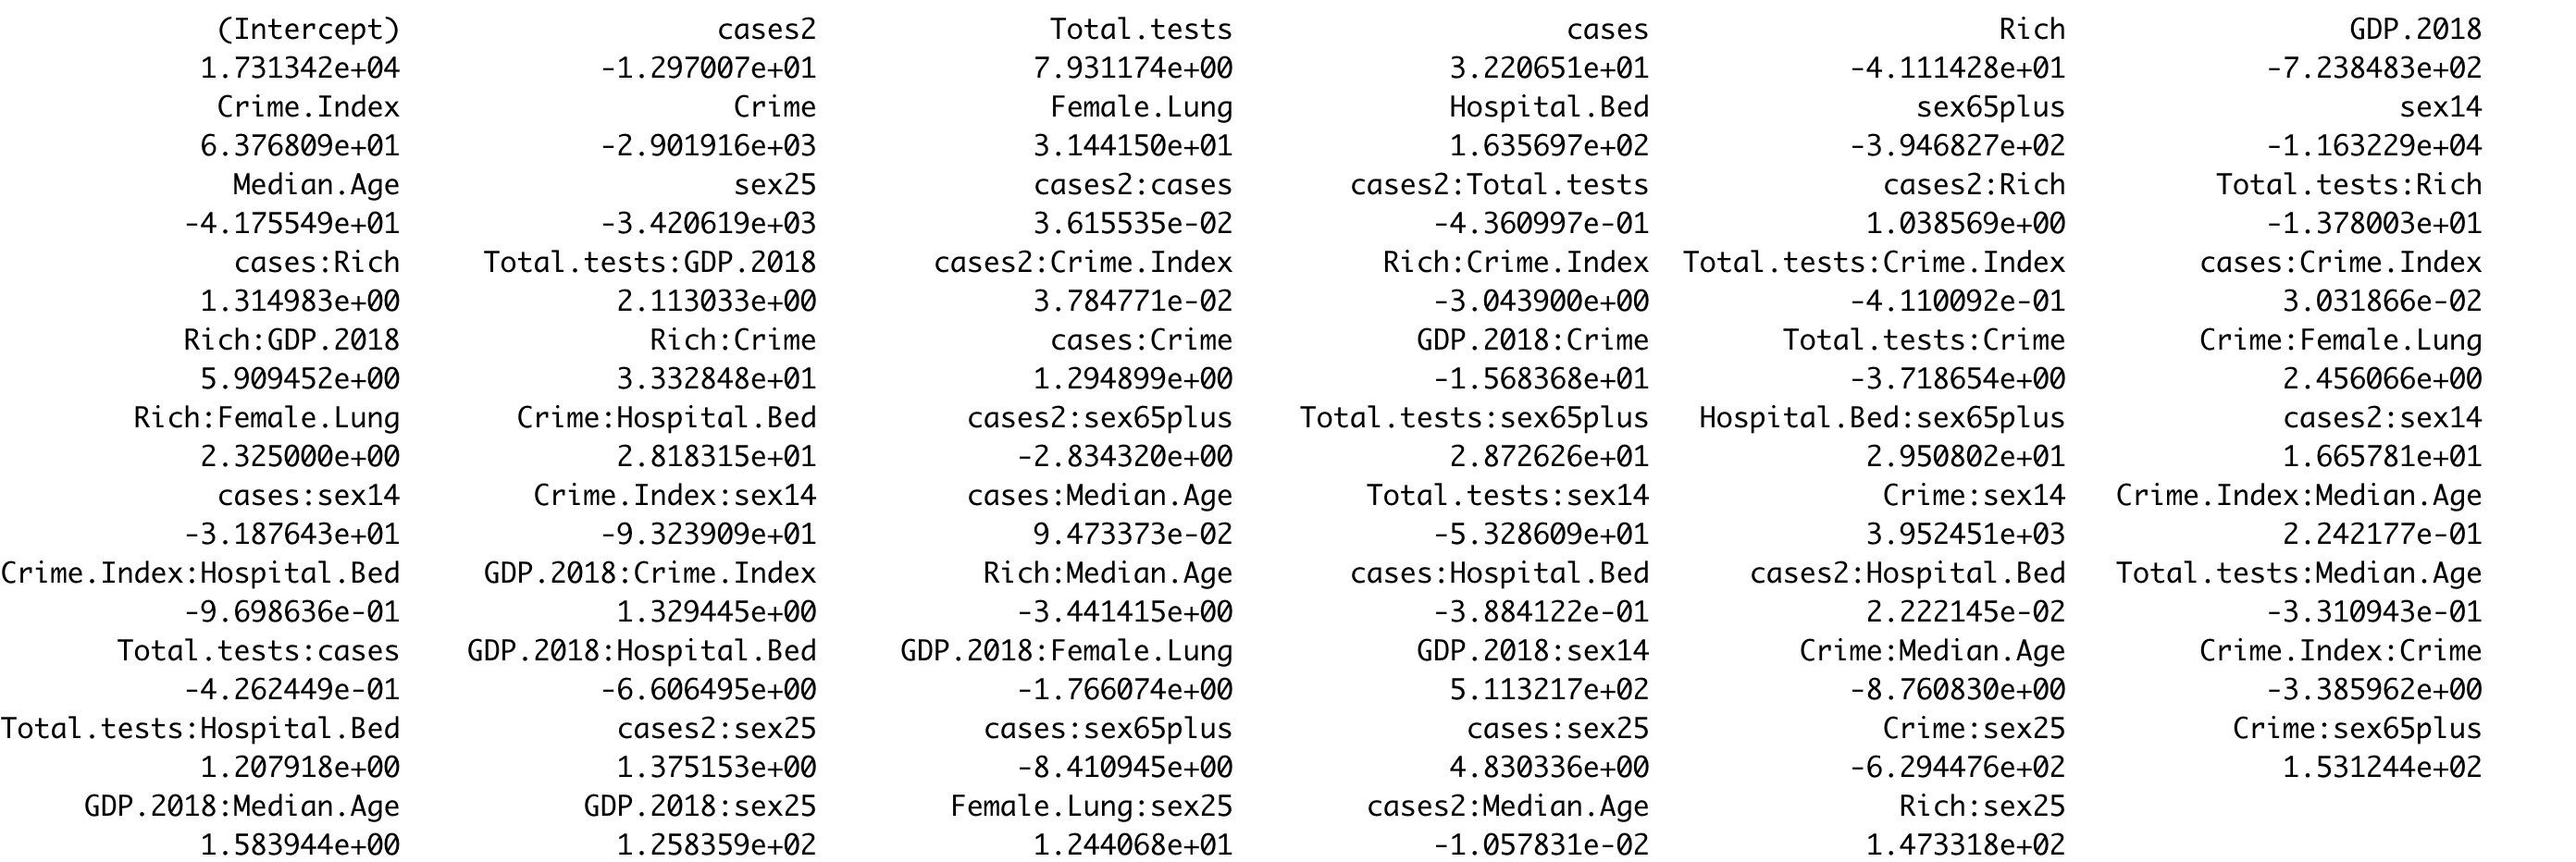 (Intercept) cases2 Total.tests cases Rich GDP.2018
1.731342e+04 -1.297007e+01 7.931174e+00 3.220651e+01 -4.111428e+01 -7.238483e+02
Crime.Index Crime Female.Lung Hospital.Bed sex65plus sex14
6.376809e+01 -2.901916e+03 3.144150e+01 1.635697e+02 -3.946827e+02 -1.163229e+04
Median.Age sex25 cases2:cases cases2:Total.tests cases2:Rich Total.tests:Rich
-4.175549e+01 -3.420619e+03 3.615535e-02 -4.360997e-01 1.038569e+00 -1.378003e+01
cases:Rich Total.tests:GDP.2018 cases2:Crime.Index Rich:Crime.Index Total.tests:Crime.Index cases:Crime.Index
1.314983e+00 2.113033e+00 3.784771e-02 -3.043900e+00 -4.110092e-01 3.031866e-02
Rich:GDP.2018 Rich:Crime cases:Crime GDP.2018:Crime Total.tests:Crime Crime:Female.Lung
5.909452e+00 3.332848e+01 1.294899e+00 -1.568368e+01 -3.718654e+00 2.456066e+00
Rich:Female.Lung Crime:Hospital.Bed cases2:sex65plus Total.tests:sex65plus Hospital.Bed:sex65plus cases2:sex14
2.325000e+00 2.818315e+01 -2.834320e+00 2.872626e+01 2.950802e+01 1.665781e+01
cases:sex14 Crime.Index:sex14 cases:Median.Age Total.tests:sex14 Crime:sex14 Crime.Index:Median.Age
-3.187643e+01 -9.323909e+01 9.473373e-02 -5.328609e+01 3.952451e+03 2.242177e-01
Crime.Index:Hospital.Bed GDP.2018:Crime.Index Rich:Median.Age cases:Hospital.Bed cases2:Hospital.Bed Total.tests:Median.Age
-9.698636e-01 1.329445e+00 -3.441415e+00 -3.884122e-01 2.222145e-02 -3.310943e-01
Total.tests:cases GDP.2018:Hospital.Bed GDP.2018:Female.Lung GDP.2018:sex14 Crime:Median.Age Crime.Index:Crime
-4.262449e-01 -6.606495e+00 -1.766074e+00 5.113217e+02 -8.760830e+00 -3.385962e+00
Total.tests:Hospital.Bed cases2:sex25 cases:sex65plus cases:sex25 Crime:sex25 Crime:sex65plus
1.207918e+00 1.375153e+00 -8.410945e+00 4.830336e+00 -6.294476e+02 1.531244e+02
GDP.2018:Median.Age GDP.2018:sex25 Female.Lung:sex25 cases2:Median.Age Rich:sex25
1.583944e+00 1.258359e+02 1.244068e+01 -1.057831e-02 1.473318e+02